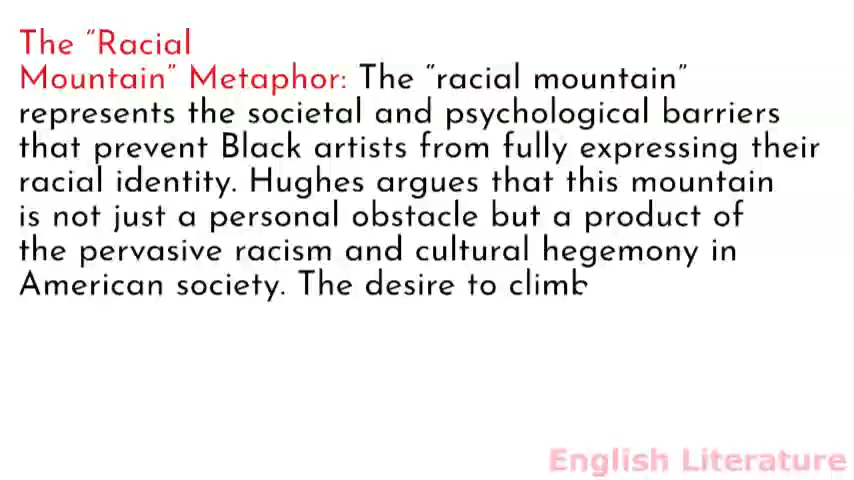 The “Racial
Mountain” Metaphor: The “racial mountain”
represents the societal and psychological barriers
that prevent Black artists from fully expressing their
racial identity. Hughes argues that this mountain
is not just a personal obstacle but a product of
the pervasive racism and cultural hegemony in
American society. The desire to climb
English Literature